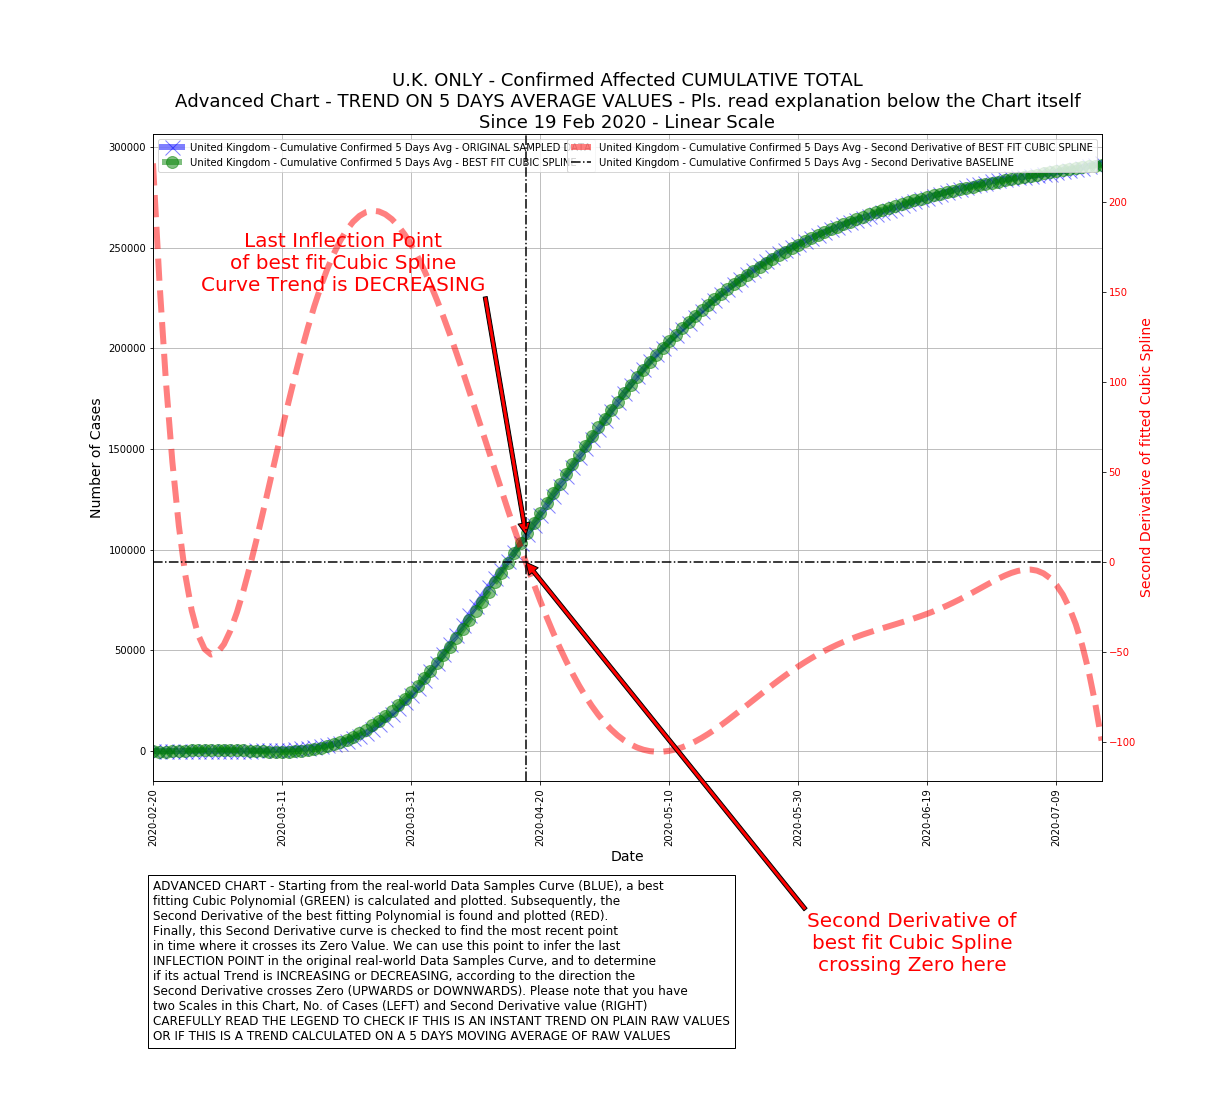 U.K. ONLY - Confirmed Affected CUMULATIVE TOTAL
Advanced Chart - TREND ON 5 DAYS AVERAGE VALUES - Pls. read explanation below the Chart itself
Since 19 Feb 2020 - Linear Scale
United Kingdom - Cumulative Confirmed 5 Days Avg - ORIGINAL SAMPLED DATA
United Kingdom - Cumulative Confirmed 5 Days Avg - BEST FIT CUBIC SPLINE
United Kingdom - Cumulative Confirmed 5 Days Avg - Second Derivative of BEST FIT CUBIC SPLINE
United Kingdom - Cumulative Confirmed 5 Days Avg - Second Derivative BASELINE
300000
250000
200000
150000
100000
50000
0
Number of Cases
200
150
100
50
0
−50
−100
Second Derivative of fitted Cubic Spline
Last Inflection Point
of best fit Cubic Spline
Curve Trend is DECREASING
2020-02-20
2020-03-11
2020-03-31
2020-04-20
2020-05-10
2020-05-30
2020-06-19
2020-07-09
Date
ADVANCED CHART - Starting from the real-world Data Samples Curve (BLUE), a best
fitting Cubic Polynomial (GREEN) is calculated and plotted. Subsequently, the
Second Derivative of the best fitting Polynomial is found and plotted (RED).
Finally, this Second Derivative curve is checked to find the most recent point
in time where it crosses its Zero Value. We can use this point to infer the last
INFLECTION POINT in the original real-world Data Samples Curve, and to determine
if its actual Trend is INCREASING or DECREASING, according to the direction the
Second Derivative crosses Zero (UPWARDS or DOWNWARDS). Please note that you have
two Scales in this Chart, No. of Cases (LEFT) and Second Derivative value (RIGHT)
CAREFULLY READ THE LEGEND TO CHECK IF THIS IS AN INSTANT TREND ON PLAIN RAW VALUES
OR IF THIS IS A TREND CALCULATED ON A 5 DAYS MOVING AVERAGE OF RAW VALUES
Second Derivative of
best fit Cubic Spline
crossing Zero here